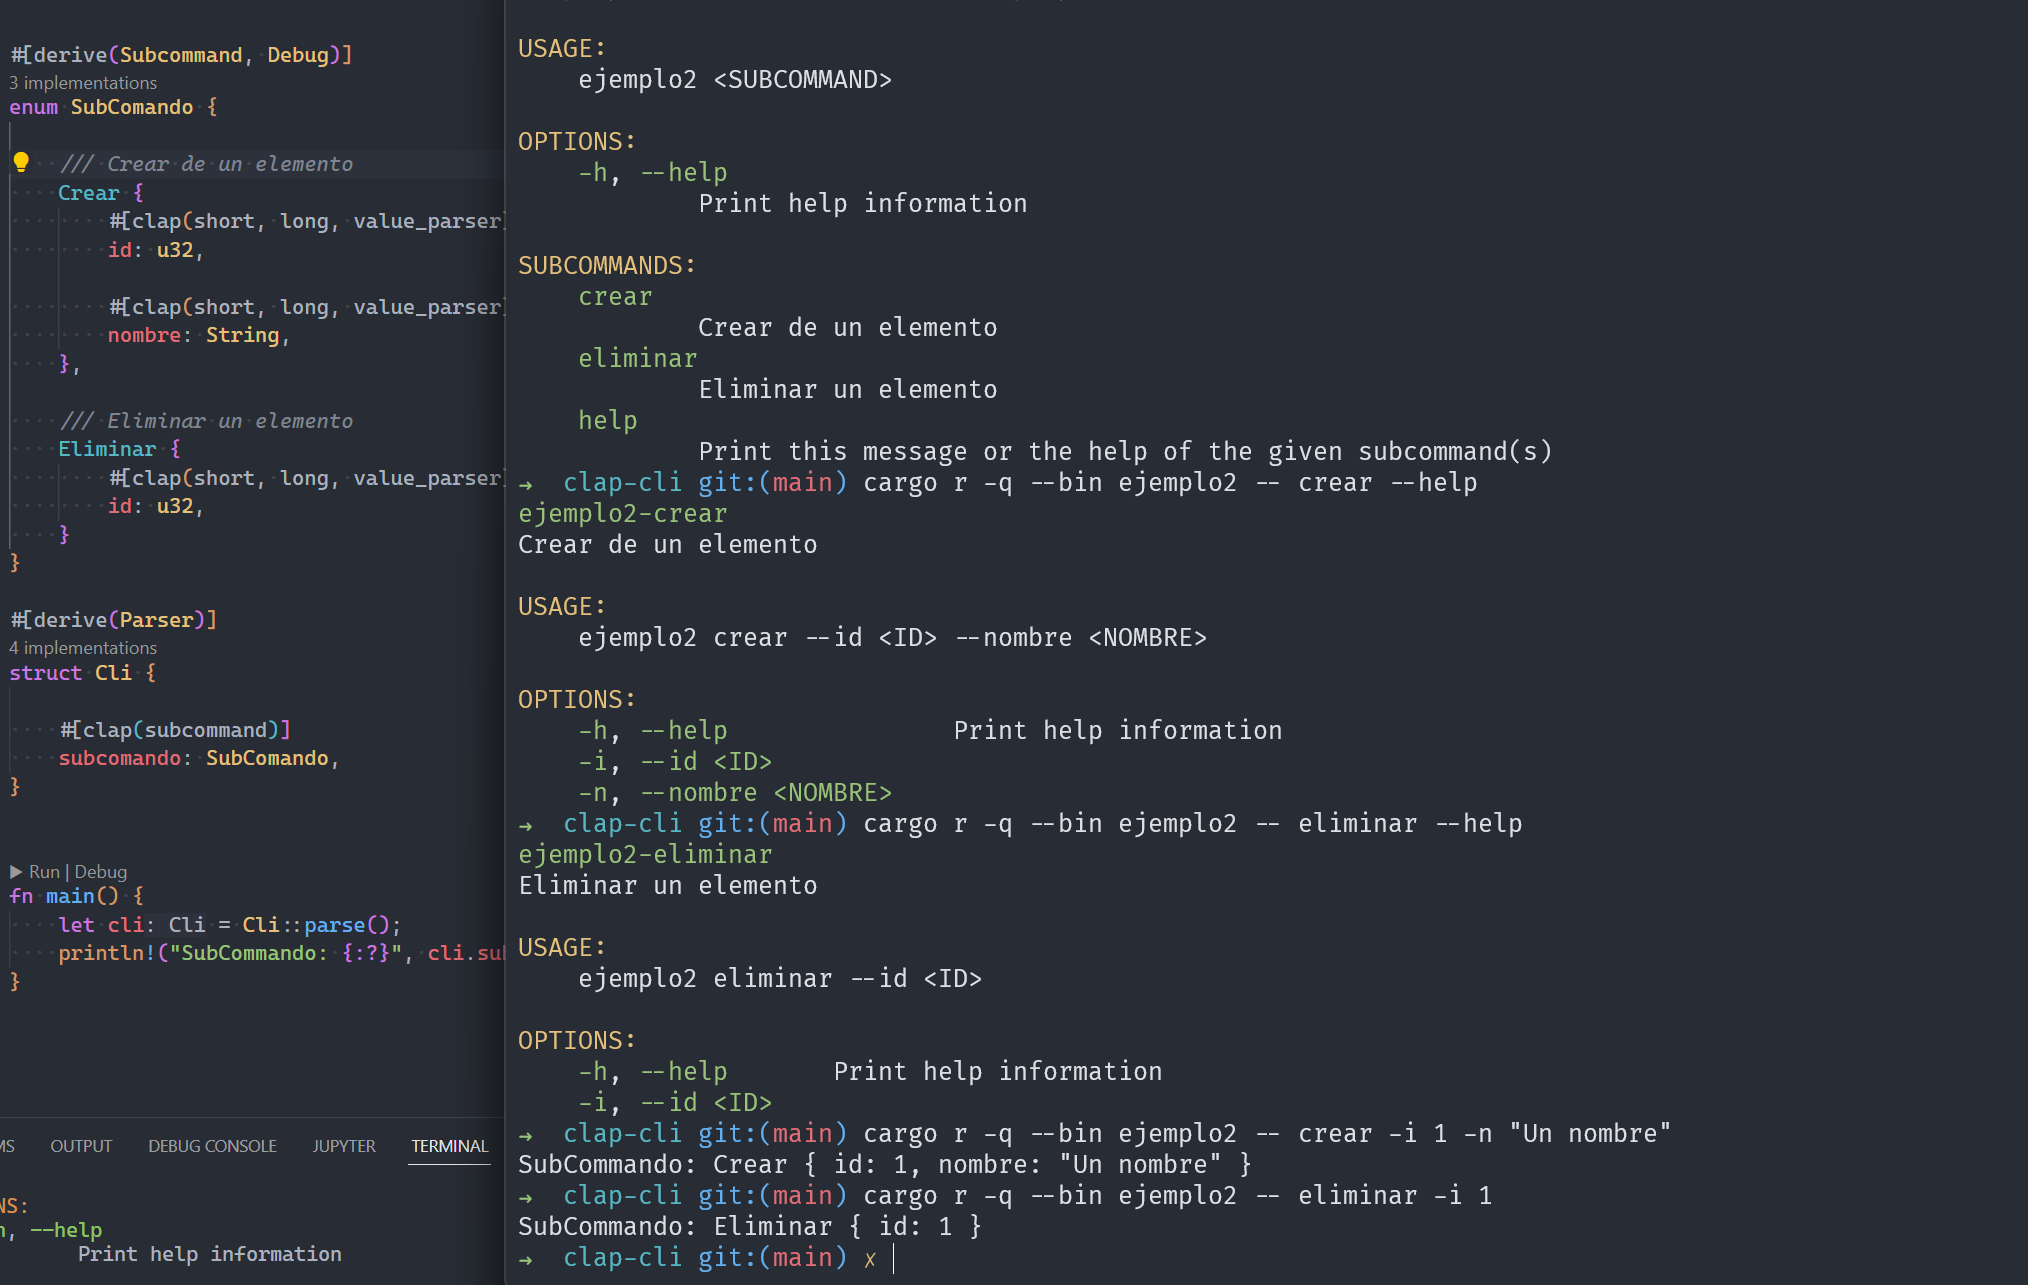 #[derive(Subcommand, Debug)]
3 implementations
enum SubComando {
/// Crear de un elemento
Crear {
#[clap(short, long, value_parser)]
id: u32,
#[clap(short, long, value_parser)]
nombre: String,
},
/// Eliminar un elemento
Eliminar {
#[clap(short, long, value_parser)]
id: u32,
}
}
#[derive(Parser)]
4 implementations
struct Cli {
#[clap(subcommand)]
subcomando: SubComando,
}
Run | Debug
fn main() {
let cli: Cli = Cli::parse();
println!("SubCommando: {:?}", cli.sub
}
MS OUTPUT DEBUG CONSOLE JUPYTER TERMINAL
NS:
h, --help
Print help information
USAGE:
ejemplo2 <SUBCOMMAND>
OPTIONS:
-h, --help
Print help information
SUBCOMMANDS:
crear
Crear de un elemento
eliminar
Eliminar un elemento
help
Print this message or the help of the given subcommand(s)
→ clap-cli git:(main) cargo r -q --bin ejemplo2 -- crear --help
ejemplo2-crear
Crear de un elemento
USAGE:
ejemplo2 crear --id <ID> --nombre <NOMBRE>
OPTIONS:
-h, --help Print help information
-i, --id <ID>
-n, --nombre <NOMBRE>
→ clap-cli git:(main) cargo r -q --bin ejemplo2 -- eliminar --help
ejemplo2-eliminar
Eliminar un elemento
USAGE:
ejemplo2 eliminar --id <ID>
OPTIONS:
-h, --help Print help information
-i, --id <ID>
→ clap-cli git:(main) cargo r -q --bin ejemplo2 -- crear -i 1 -n "Un nombre"
SubCommando: Crear { id: 1, nombre: "Un nombre" }
→ clap-cli git:(main) cargo r -q --bin ejemplo2 -- eliminar -i 1
SubCommando: Eliminar { id: 1 }
→ clap-cli git:(main) ✗